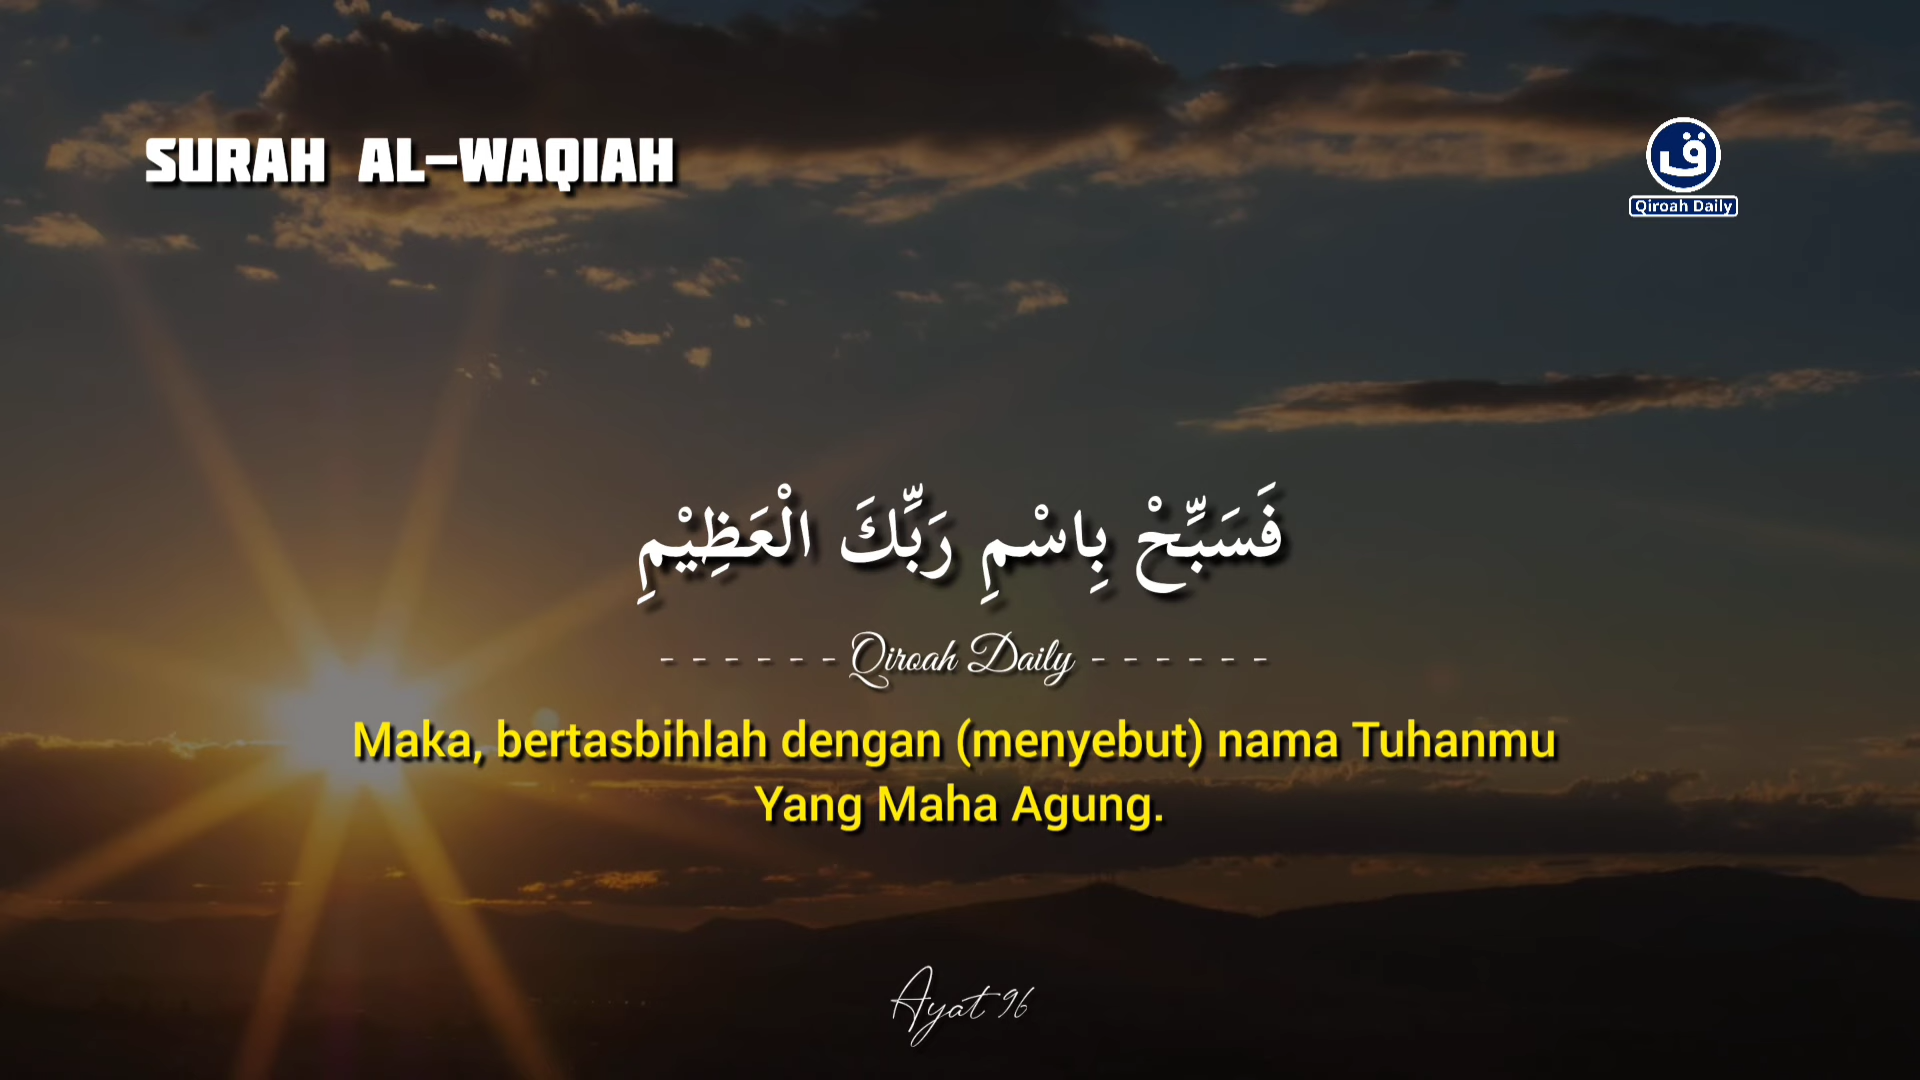 SURAH AL-WAQIAH
ق
Qiroah Daily
فَسَبِّحْ بِاسْمِ رَبِّكَ الْعَظِيْمِ
- - - - - - Qiroah Daily - - - - - -
Maka, bertasbihlah dengan (menyebut) nama Tuhanmu
Yang Maha Agung.
Ayat 96